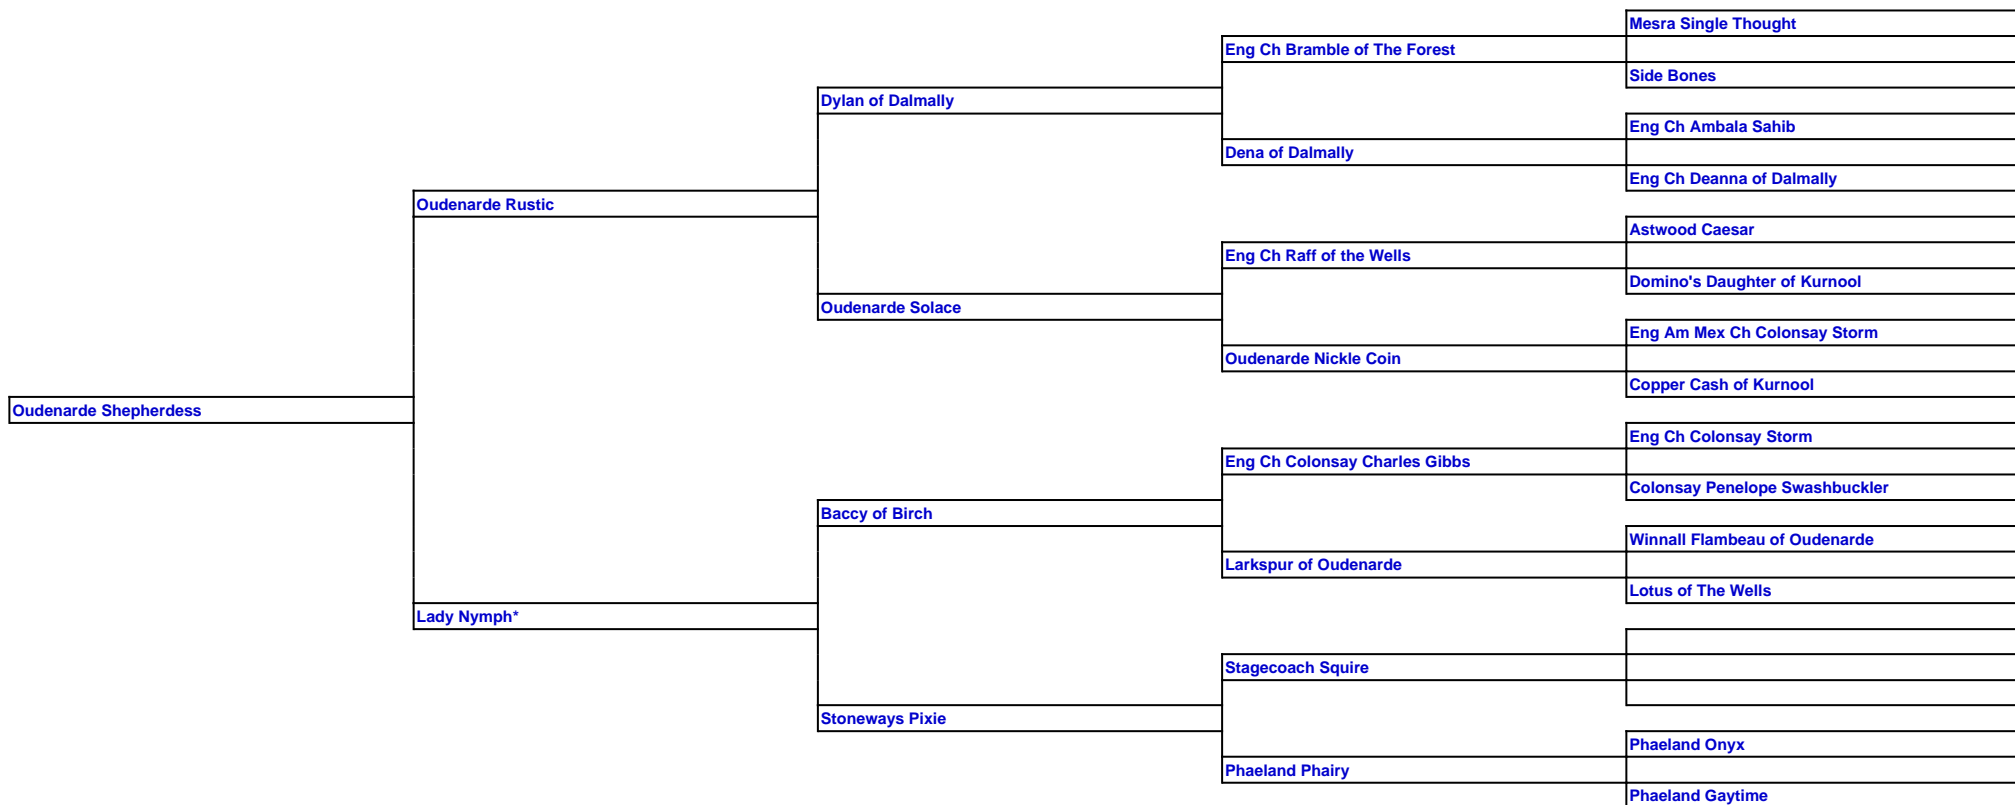 Mesra Single Thought
Eng Ch Bramble of The Forest
Side Bones
Dylan of Dalmally
Eng Ch Ambala Sahib
Dena of Dalmally
Eng Ch Deanna of Dalmally
Oudenarde Rustic
Astwood Caesar
Eng Ch Raff of the Wells
Domino's Daughter of Kurnool
Oudenarde Solace
Eng Am Mex Ch Colonsay Storm
Oudenarde Nickle Coin
Copper Cash of Kurnool
Oudenarde Shepherdess
Eng Ch Colonsay Storm
Eng Ch Colonsay Charles Gibbs
Colonsay Penelope Swashbuckler
Baccy of Birch
Winnall Flambeau of Oudenarde
Larkspur of Oudenarde
Lotus of The Wells
Lady Nymph*
Stagecoach Squire
Stoneways Pixie
Phaeland Onyx
Phaeland Phairy
Phaeland Gaytime